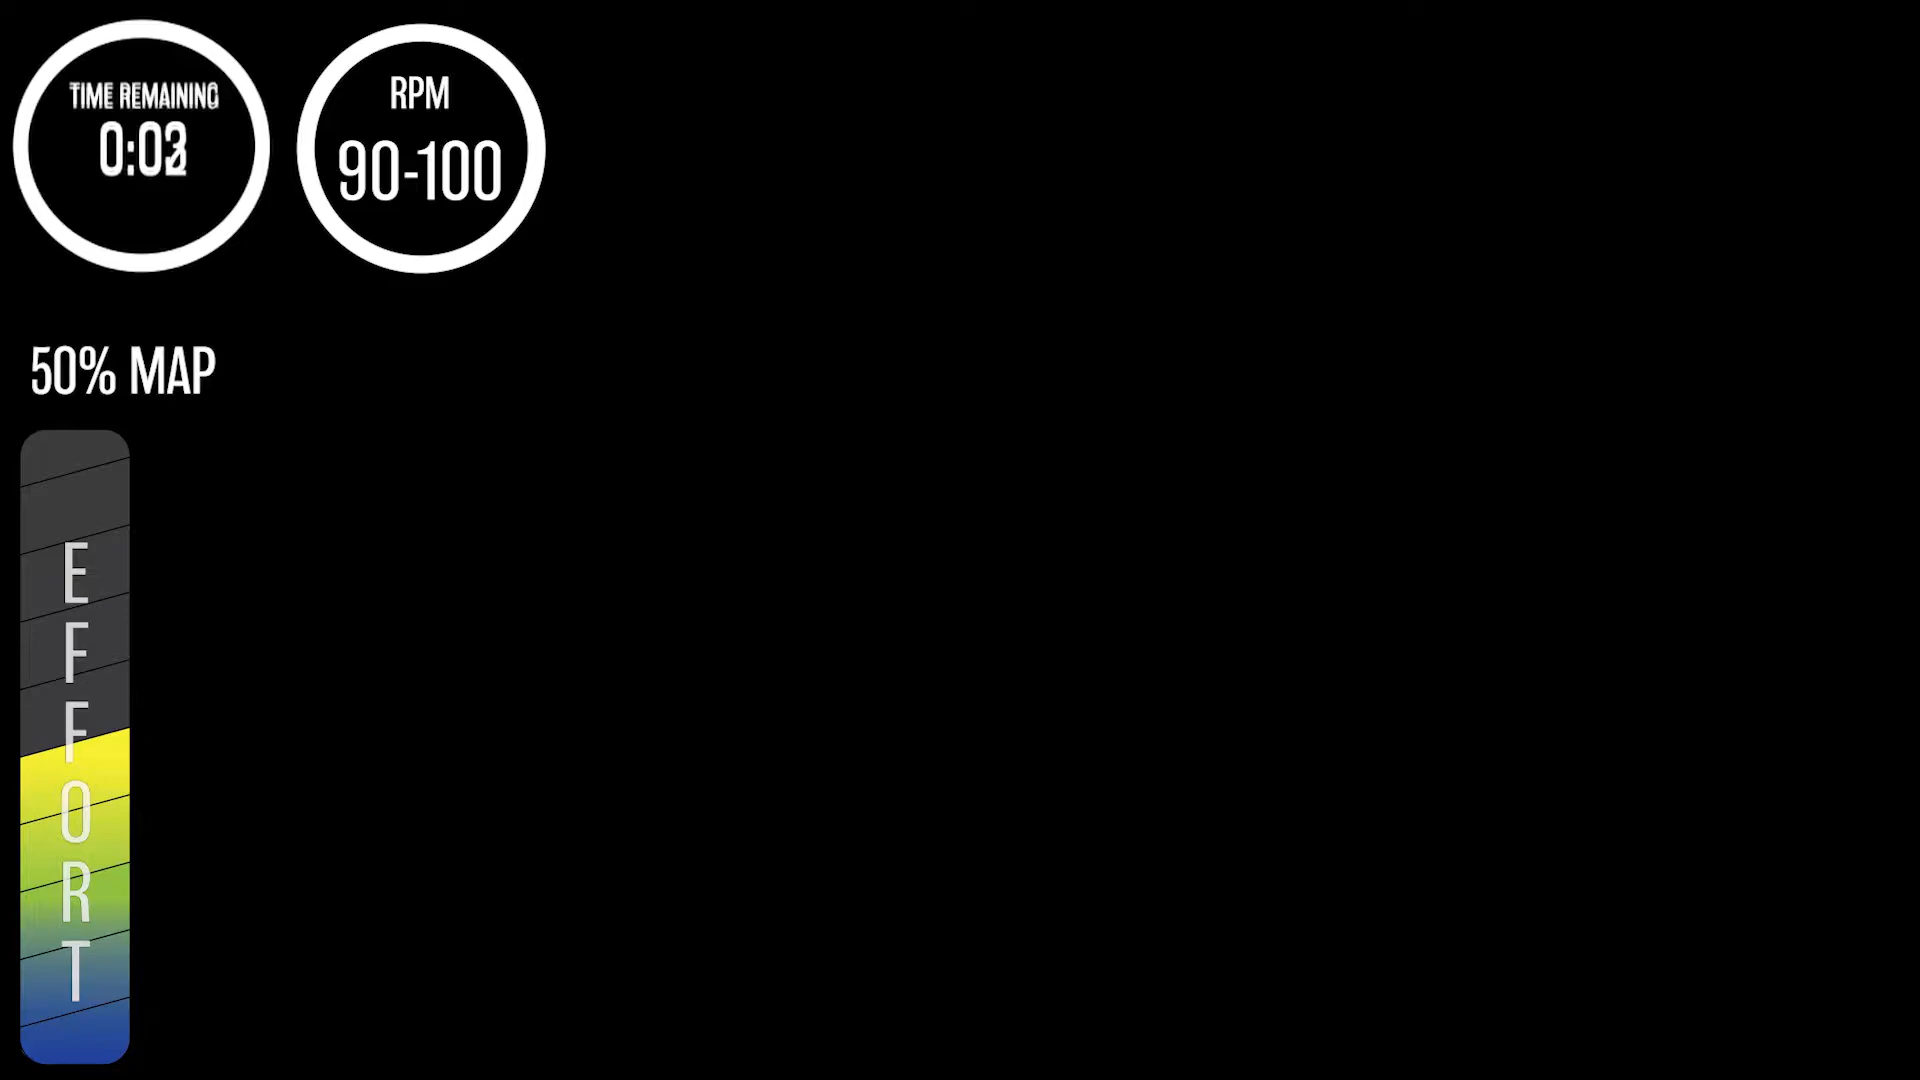 TIME REMAINING
RPM
90-100
50% MAP
EFFORT